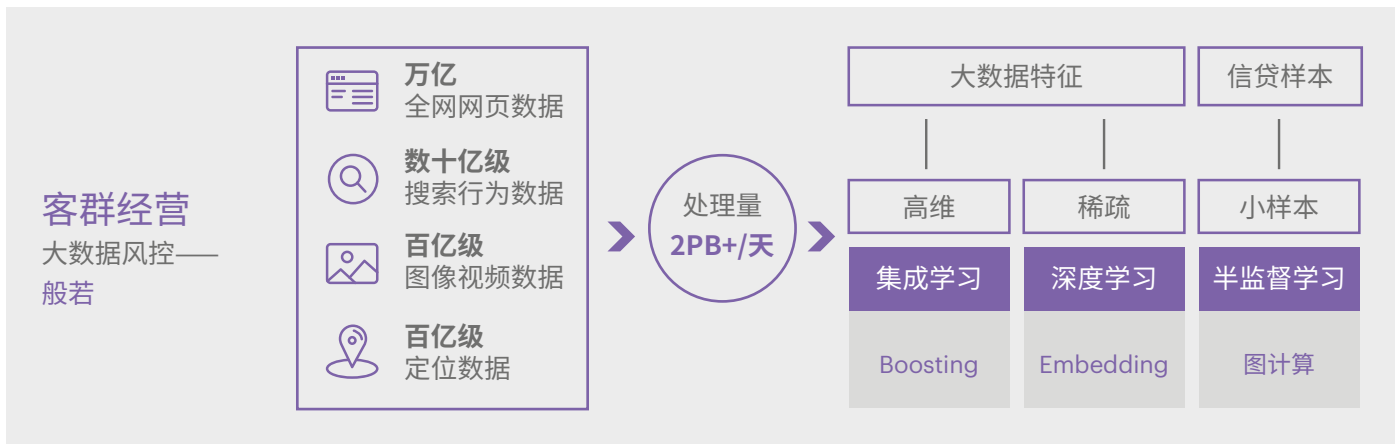 客群经营
大数据风控——
般若
万亿
全网网页数据
数十亿级
搜索行为数据
百亿级
图像视频数据
百亿级
定位数据
处理量
2PB+/天
大数据特征
信贷样本
高维
稀疏
小样本
集成学习
深度学习
半监督学习
Boosting
Embedding
图计算